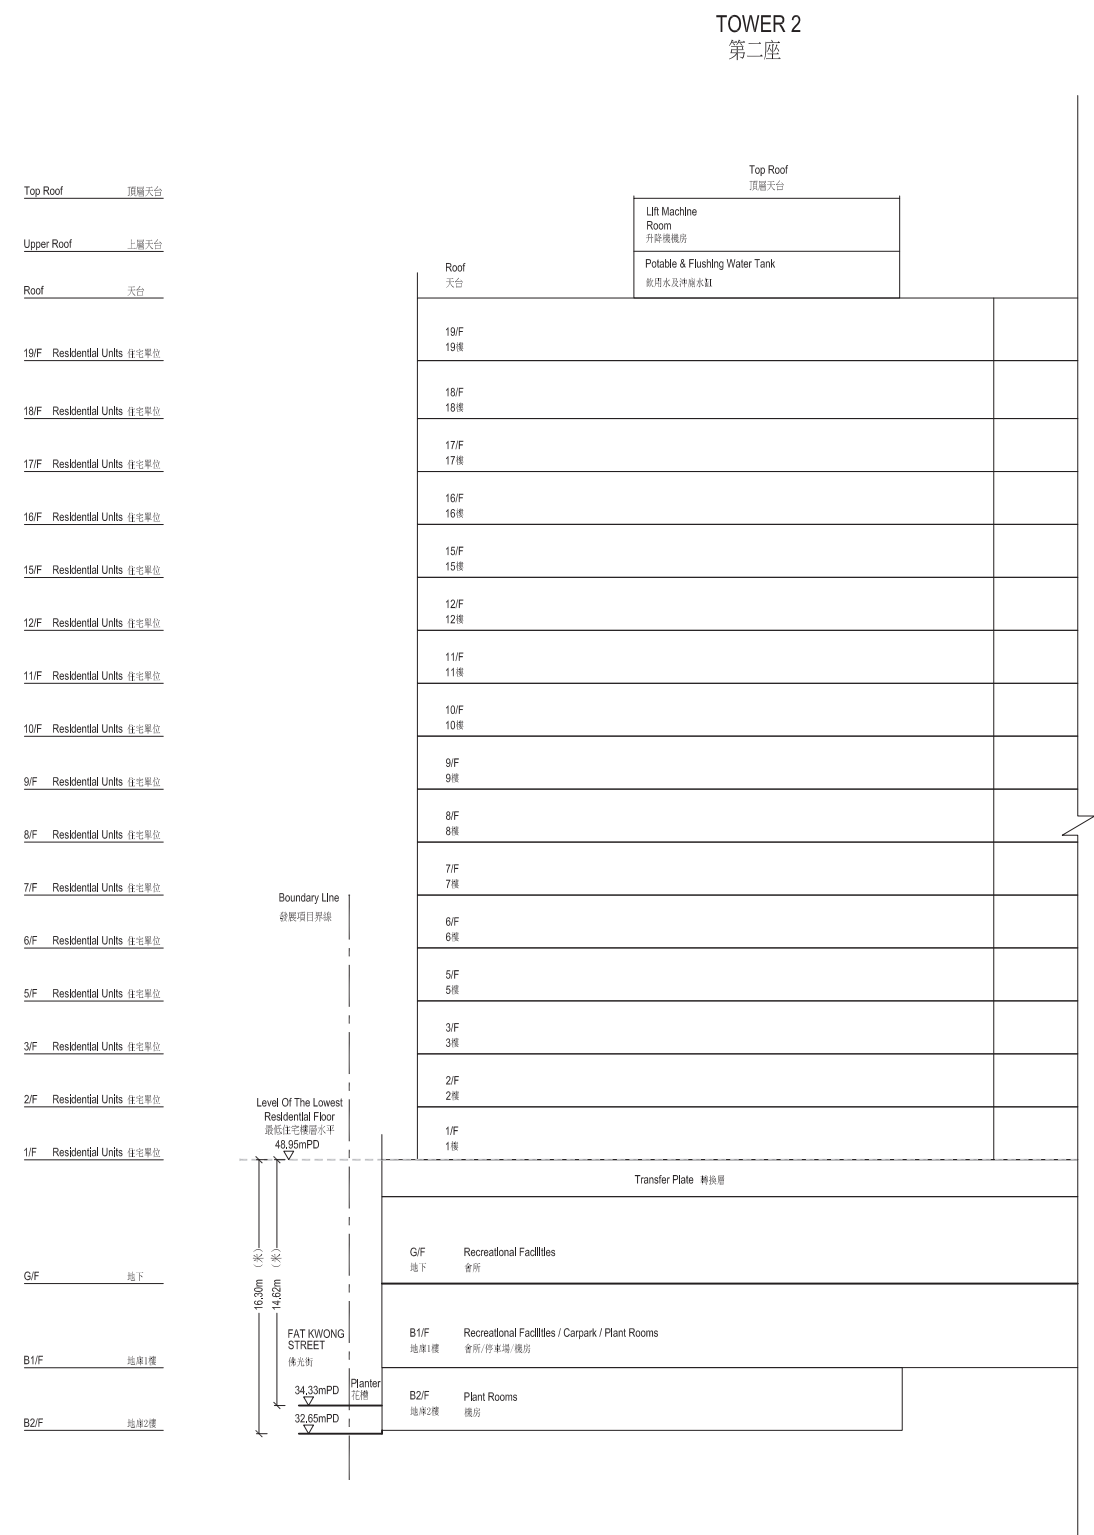 TOWER 2
第二座
Top Roof
頂層天台
Top Roof 頂層天台
Lift Machine
Room
升降機機房
Upper Roof 上層天台
Potable & Flushing Water Tank
飲用水及沖廁水缸
Roof
天台
Roof 天台
19/F
19樓
19/F Residential Units 住宅單位
18/F
18樓
18/F Residential Units 住宅單位
17/F
17樓
17/F Residential Units 住宅單位
16/F
16樓
16/F Residential Units 住宅單位
15/F
15樓
15/F Residential Units 住宅單位
12/F
12樓
12/F Residential Units 住宅單位
11/F
11樓
11/F Residential Units 住宅單位
10/F
10樓
10/F Residential Units 住宅單位
9/F
9樓
9/F Residential Units 住宅單位
8/F
8樓
8/F Residential Units 住宅單位
7/F
7樓
7/F Residential Units 住宅單位
Boundary Line
發展項目界線
6/F
6樓
6/F Residential Units 住宅單位
5/F
5樓
5/F Residential Units 住宅單位
3/F
3樓
3/F Residential Units 住宅單位
2/F
2樓
2/F Residential Units 住宅單位
Level Of The Lowest
Residential Floor
最低住宅樓層水平
48.95mPD
1/F
1樓
1/F Residential Units 住宅單位
Transfer Plate 轉換層
G/F Recreational Facilities
地下 會所
G/F 地下
16.30m （米）
14.62m （米）
B1/F Recreational Facilities / Carpark / Plant Rooms
地庫1樓 會所/停車場/機房
FAT KWONG
STREET
佛光街
B1/F 地庫1樓
Planter
花槽
34.33mPD
B2/F Plant Rooms
地庫2樓 機房
32.65mPD
B2/F 地庫2樓